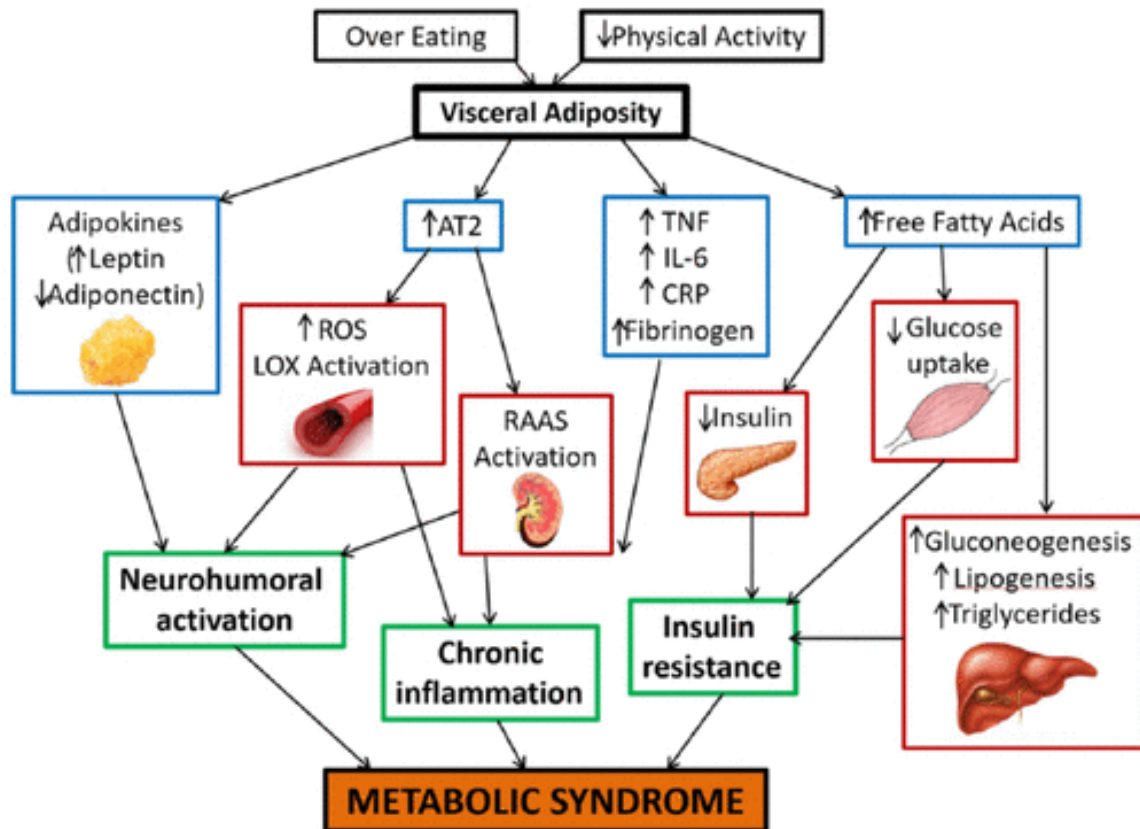 Over Eating
↓Physical Activity
Visceral Adiposity
Adipokines
(↑Leptin
↓Adiponectin)
↑AT2
↑ TNF
↑ IL-6
↑ CRP
↑Fibrinogen
↑Free Fatty Acids
↑ ROS
LOX Activation
RAAS
Activation
↓Insulin
↓ Glucose
uptake
↑Gluconeogenesis
↑ Lipogenesis
↑Triglycerides
Neurohumoral
activation
Chronic
inflammation
Insulin
resistance
METABOLIC SYNDROME